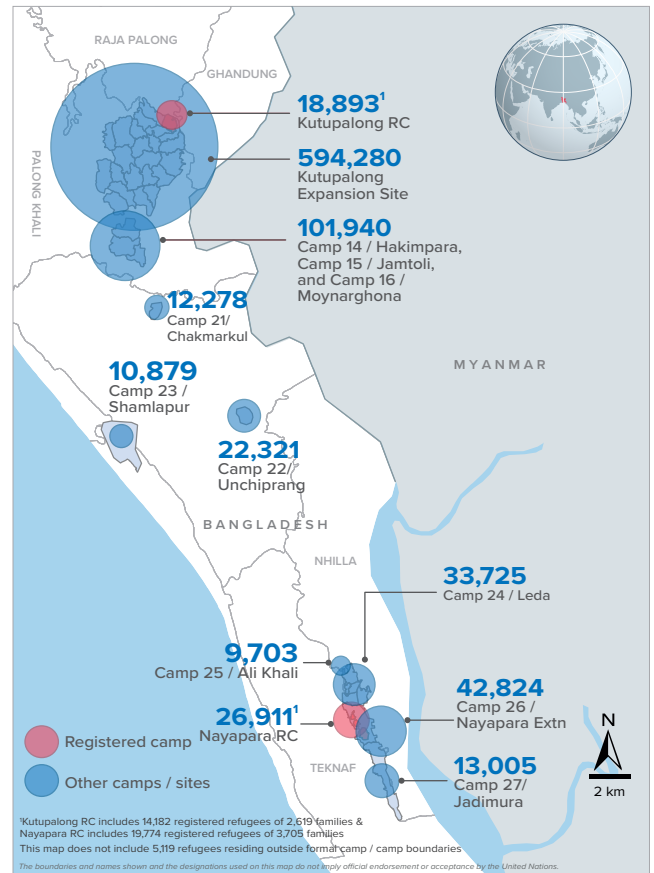 RAJA PALONG
GHANDUNG
PALONG KHALI
18,893¹
Kutupalong RC
594,280
Kutupalong
Expansion Site
101,940
Camp 14 / Hakimpara,
Camp 15 / Jamtoli,
and Camp 16 /
Moynarghona
12,278
Camp 21/
Chakmarkul
MYANMAR
10,879
Camp 23 /
Shamlapur
22,321
Camp 22/
Unchiprang
BANGLADESH
NHILLA
33,725
Camp 24 / Leda
9,703
Camp 25 / Ali Khali
42,824
Camp 26 /
Nayapara Extn
26,911¹
Nayapara RC
Registered camp
Other camps / sites
TEKNAF
13,005
Camp 27/
Jadimura
N
2 km
¹Kutupalong RC includes 14,182 registered refugees of 2,619 families &
Nayapara RC includes 19,774 registered refugees of 3,705 families
This map does not include 5,119 refugees residing outside formal camp / camp boundaries
The boundaries and names shown and the designations used on this map do not imply official endorsement or acceptance by the United Nations.